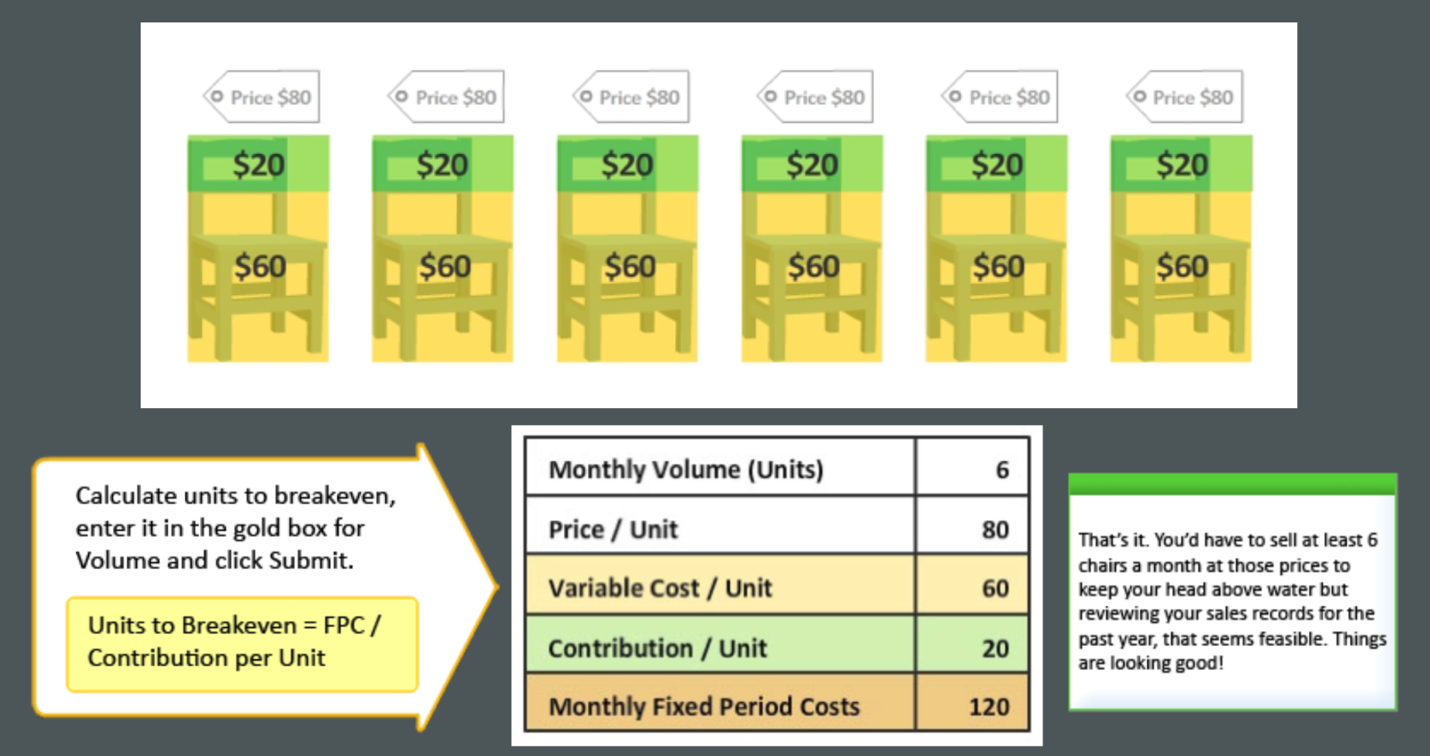 Price $80
Price $80
Price $80
Price $80
Price $80
Price $80
$20
$20
$20
$20
$20
$20
$60
$60
$60
$60
$60
$60
Calculate units to breakeven,
enter it in the gold box for
Volume and click Submit.
Units to Breakeven = FPC /
Contribution per Unit
Monthly Volume (Units) 6
Price / Unit 80
Variable Cost / Unit 60
Contribution / Unit 20
Monthly Fixed Period Costs 120
That's it. You'd have to sell at least 6
chairs a month at those prices to
keep your head above water but
reviewing your sales records for the
past year, that seems feasible. Things
are looking good!